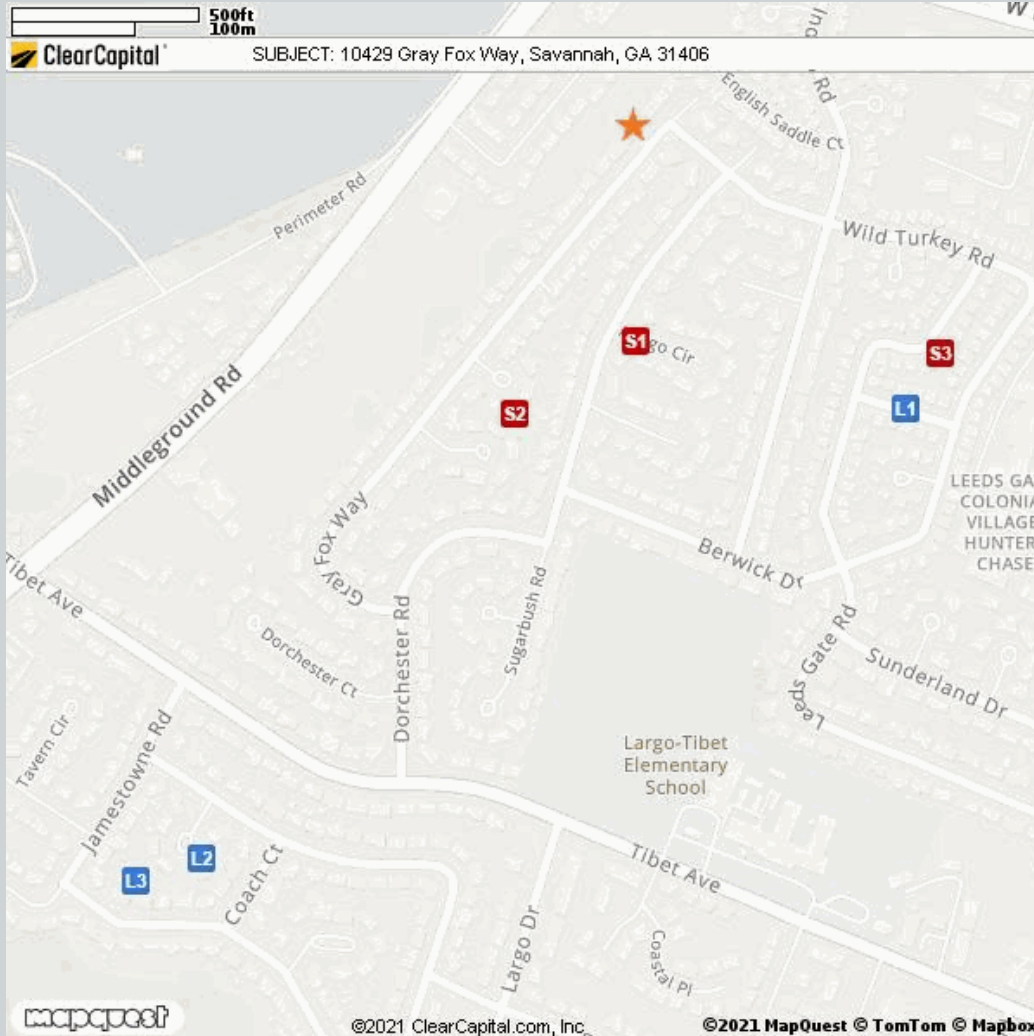 500ft
100m
W
ClearCapital
SUBJECT: 10429 Gray Fox Way, Savannah, GA 31406
Rd
English Saddle Ct
Perimeter Rd
Wild Turkey Rd
S1
go Cir
S3
S2
L1
Middleground Rd
LEEDS GA
COLONIA
VILLAGE
HUNTER
CHASE
Gray Fox Way
Berwick Dr
Tibet Ave
Sugarbush Rd
Dorchester Rd
Dorchester Ct
Leeds Gate Rd
Sunderland Dr
Tavern Cir
Jamestowne Rd
Largo-Tibet
Elementary
School
L2
L3
Coach Ct
Tibet Ave
Largo Dr
Coastal Pl
mapquest
©2021 ClearCapital.com, Inc
©2021 MapQuest © TomTom © Mapbo